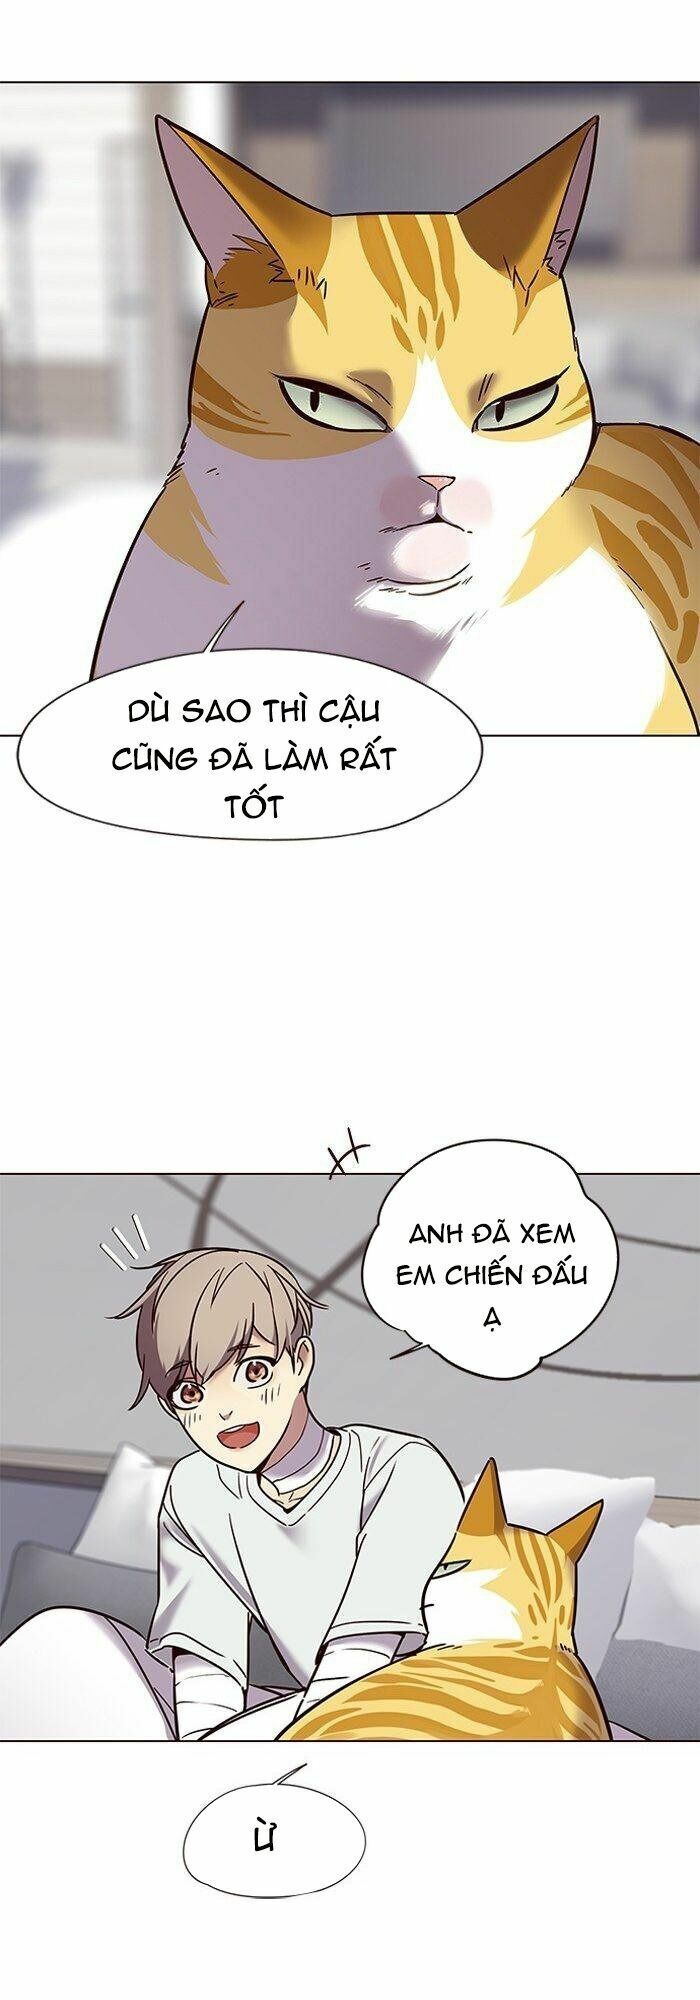 DÙ SAO THÌ CẬU
CŨNG ĐÃ LÀM RẤT
TỐT
ANH ĐÃ XEM
EM CHIẾN ĐẤU
Ạ
Ừ